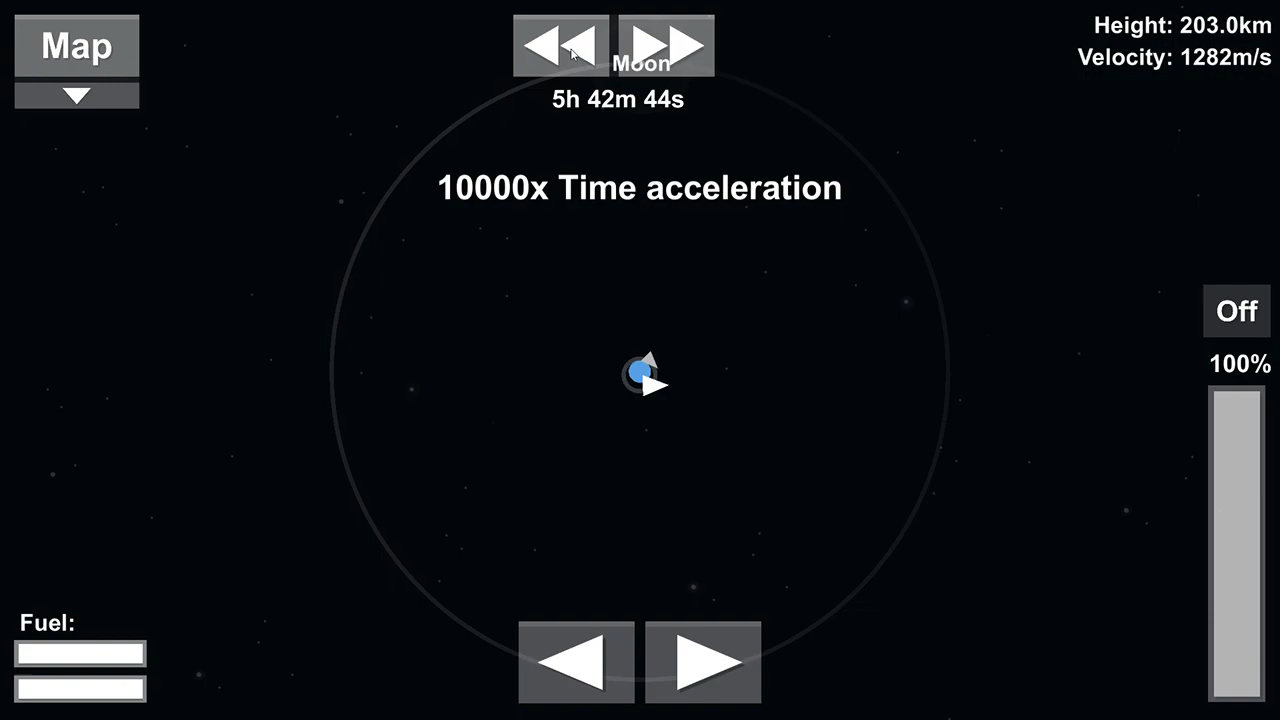 Map
Moon
5h 42m 44s
Height: 203.0km
Velocity: 1282m/s
10000x Time acceleration
Off
100%
Fuel: